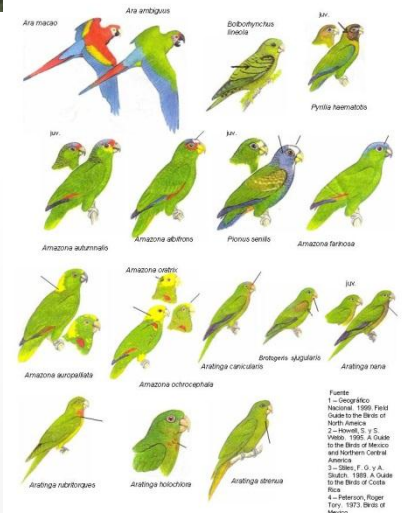 Ara macao
Ara ambiguus
Bolborhynchus
lineola
juv.
Pyrilia haematotis
juv.
Amazona autumnalis
Amazona albifrons
juv.
Pionus senilis
Amazona farinosa
Amazona auropalliata
Amazona oratrix
Amazona ochrocephala
Aratinga canicularis
Brotogeris sjugularis
juv.
Aratinga nana
Aratinga rubritorques
Aratinga holochlora
Aratinga strenua
Fuente
1 – Geográfico
Nacional. 1999. Field
Guide to the Birds of
North America
2 – Howell, S. y S.
Webb. 1995. A Guide
to the Birds of Mexico
and Northern Central
America
3 – Stiles, F. G. y A.
Skutch. 1989. A Guide
to the Birds of Costa
Rica
4 – Peterson, Roger
Tory. 1973. Birds of
Mexico